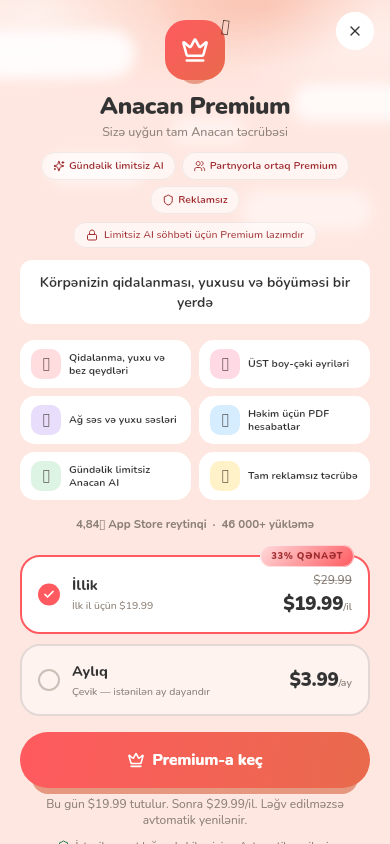 Anacan Premium
Sizə uyğun tam Anacan təcrübəsi
Gündəlik limitsiz AI
Partnyorla ortaq Premium
Reklamsız
Limitsiz AI söhbəti üçün Premium lazımdır
Körpənizin qidalanması, yuxusu və böyüməsi bir
yerdə
Qidalanma, yuxu və
bez qeydləri
ÜST boy-çəki əyriləri
Ağ səs və yuxu səsləri
Həkim üçün PDF
hesabatlar
Gündəlik limitsiz
Anacan AI
Tam reklamsız təcrübə
4,84 App Store reytinqi · 46 000+ yükləmə
33% QƏNAƏT
İllik
İlk il üçün $19.99
$29.99
$19.99/il
Aylıq
Çevik — istənilən ay dayandır
$3.99/ay
Premium-a keç
Bu gün $19.99 tutulur. Sonra $29.99/il. Ləğv edilməzsə
avtomatik yenilənir.